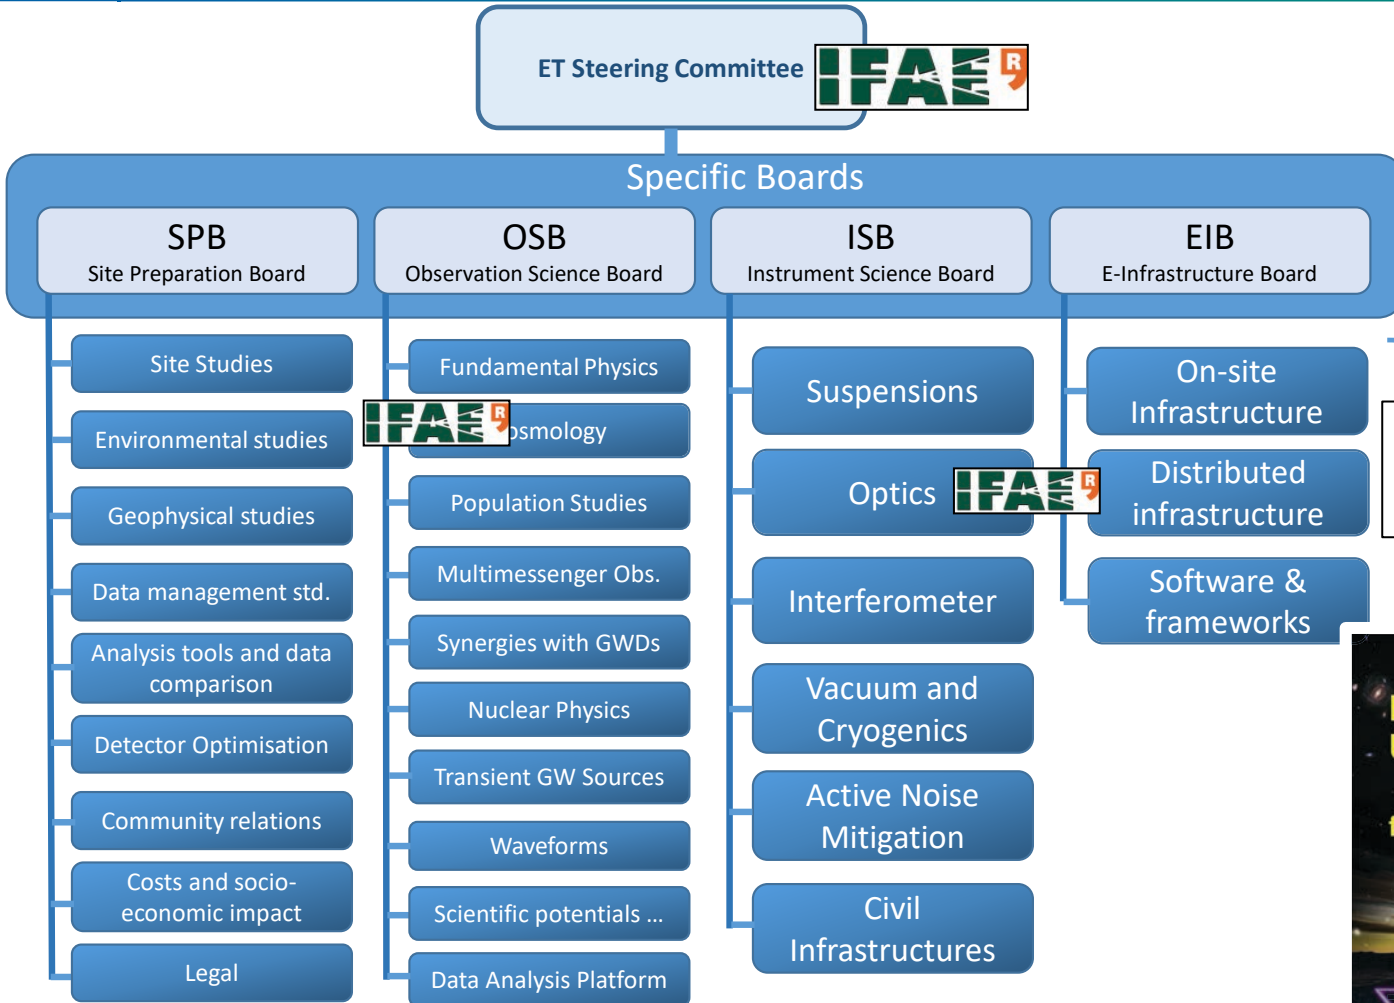 ET Steering Committee
IFAE R
Specific Boards
SPB
Site Preparation Board
OSB
Observation Science Board
ISB
Instrument Science Board
EIB
E-Infrastructure Board
Site Studies
Environmental studies
Geophysical studies
Data management std.
Analysis tools and data
comparison
Detector Optimisation
Community relations
Costs and socio-
economic impact
Legal
Fundamental Physics
IFAE R
osmology
Population Studies
Multimessenger Obs.
Synergies with GWDs
Nuclear Physics
Transient GW Sources
Waveforms
Scientific potentials ...
Data Analysis Platform
Suspensions
Optics
IFAE R
Interferometer
Vacuum and
Cryogenics
Active Noise
Mitigation
Civil
Infrastructures
On-site
Infrastructure
Distributed
infrastructure
Software &
frameworks